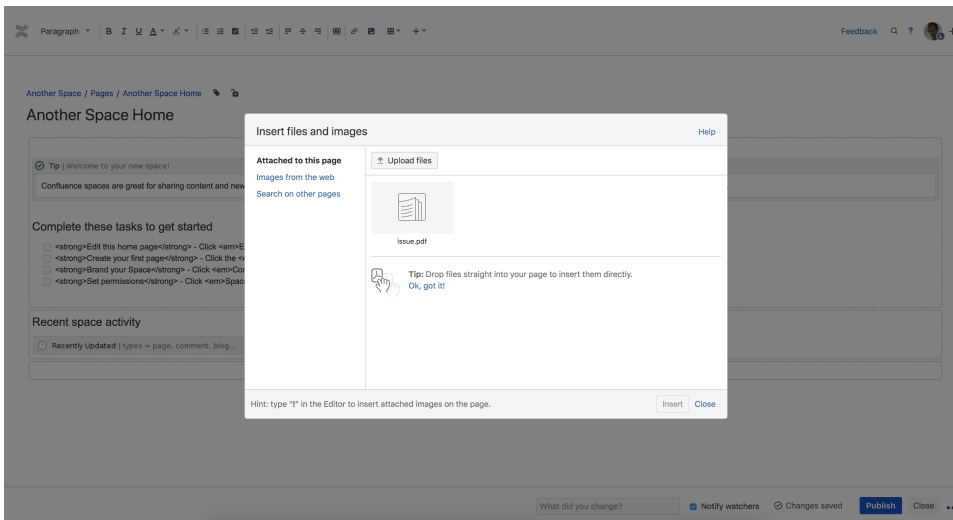 Paragraph
B I U A
Feedback
?
Another Space / Pages / Another Space Home
Another Space Home
Tip | Welcome to your new space!
Confluence spaces are great for sharing content and new
Complete these tasks to get started
<strong>Edit this home page</strong> - Click <em>E
<strong>Create your first page</strong> - Click the <e
<strong>Brand your Space</strong> - Click <em>Con
<strong>Set permissions</strong> - Click <em>Spac
Recent space activity
Recently Updated | types = page, comment, blog...
Insert files and images
Help
Attached to this page
Images from the web
Search on other pages
Upload files
issue.pdf
Tip: Drop files straight into your page to insert them directly.
Ok, got it!
Hint: type "!" in the Editor to insert attached images on the page.
Insert
Close
What did you change?
Notify watchers
Changes saved
Publish
Close